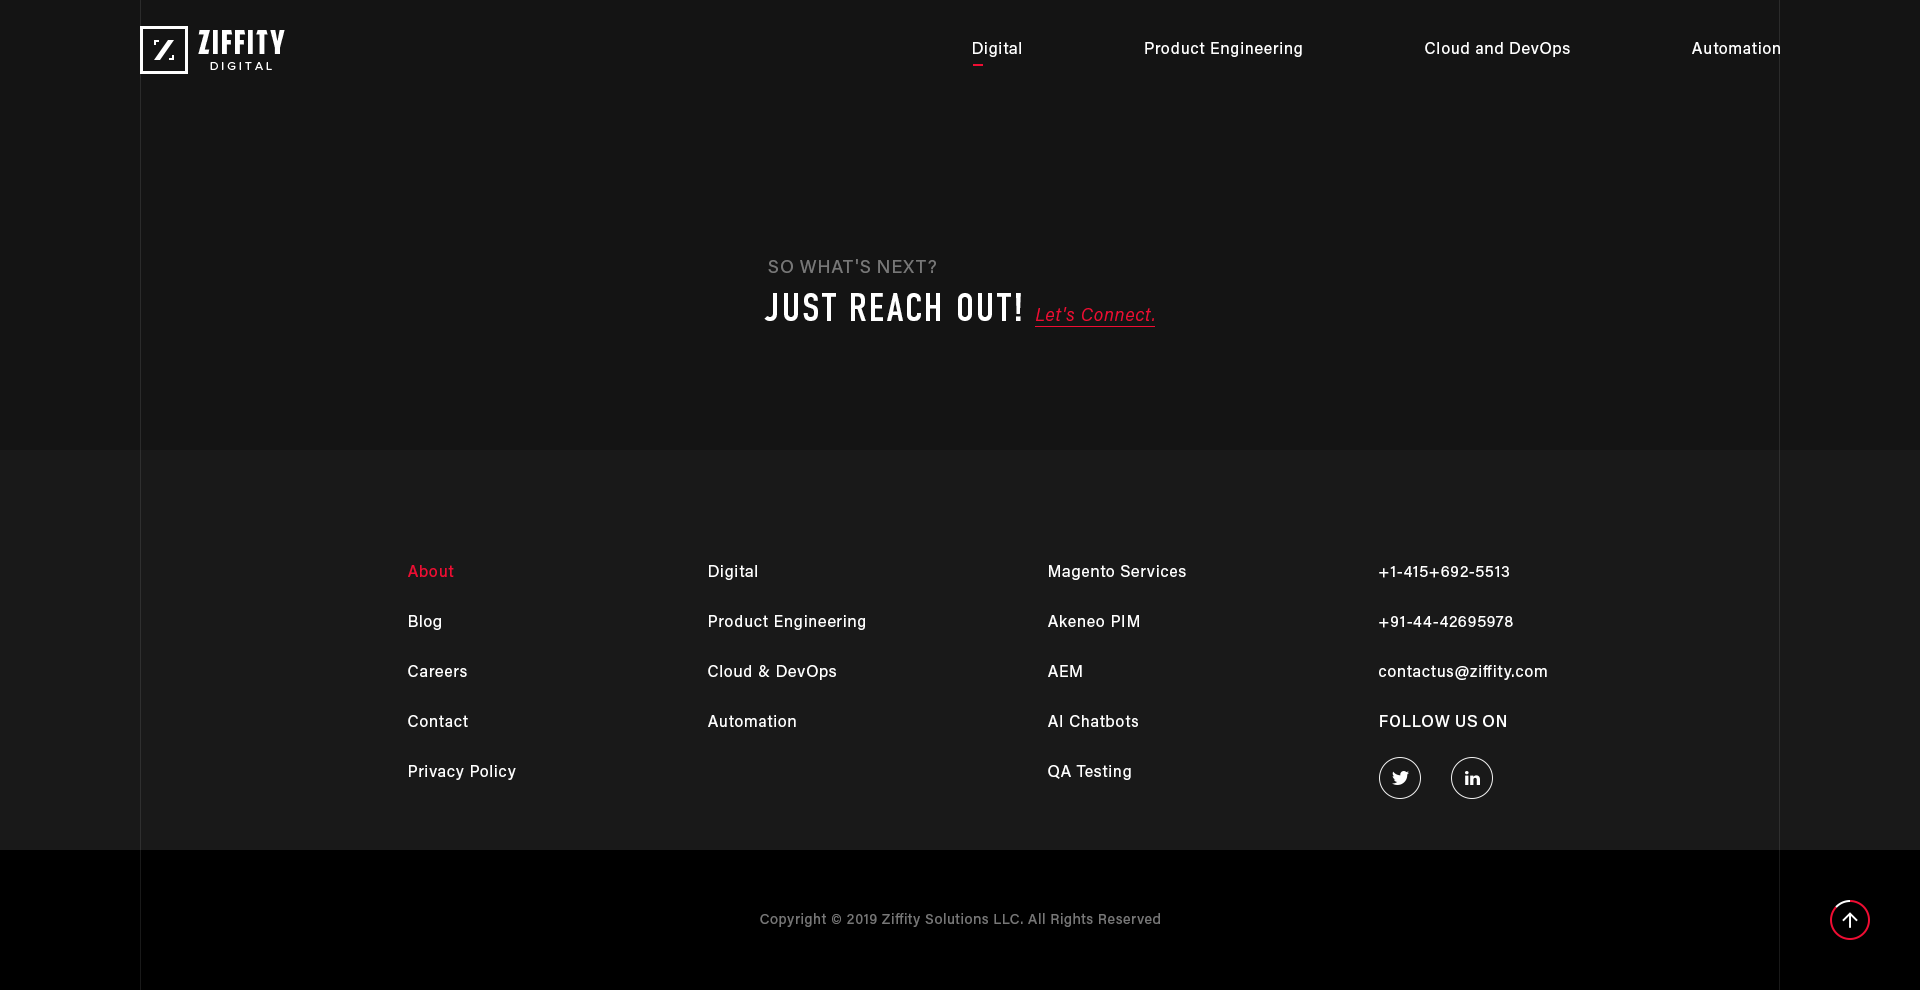 ZIFFITY
DIGITAL
Digital
Product Engineering
Cloud and DevOps
Automation
SO WHAT'S NEXT?
JUST REACH OUT! Let's Connect.
About
Blog
Careers
Contact
Privacy Policy
Digital
Product Engineering
Cloud & DevOps
Automation
Magento Services
Akeneo PIM
AEM
AI Chatbots
QA Testing
+1-415+692-5513
+91-44-42695978
contactus@ziffity.com
FOLLOW US ON
in
Copyright © 2019 Ziffity Solutions LLC. All Rights Reserved